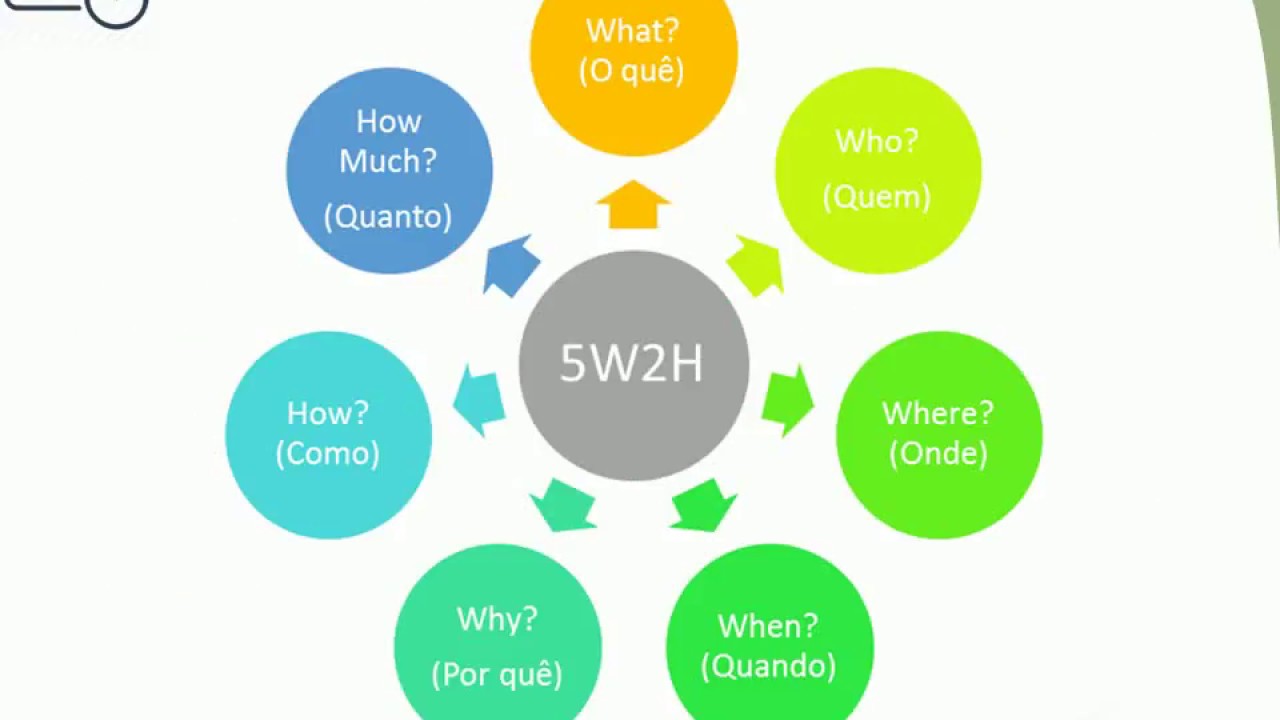 What?
(O quê)
Who?
(Quem)
Where?
(Onde)
When?
(Quando)
Why?
(Por quê)
How?
(Como)
How
Much?
(Quanto)
5W2H